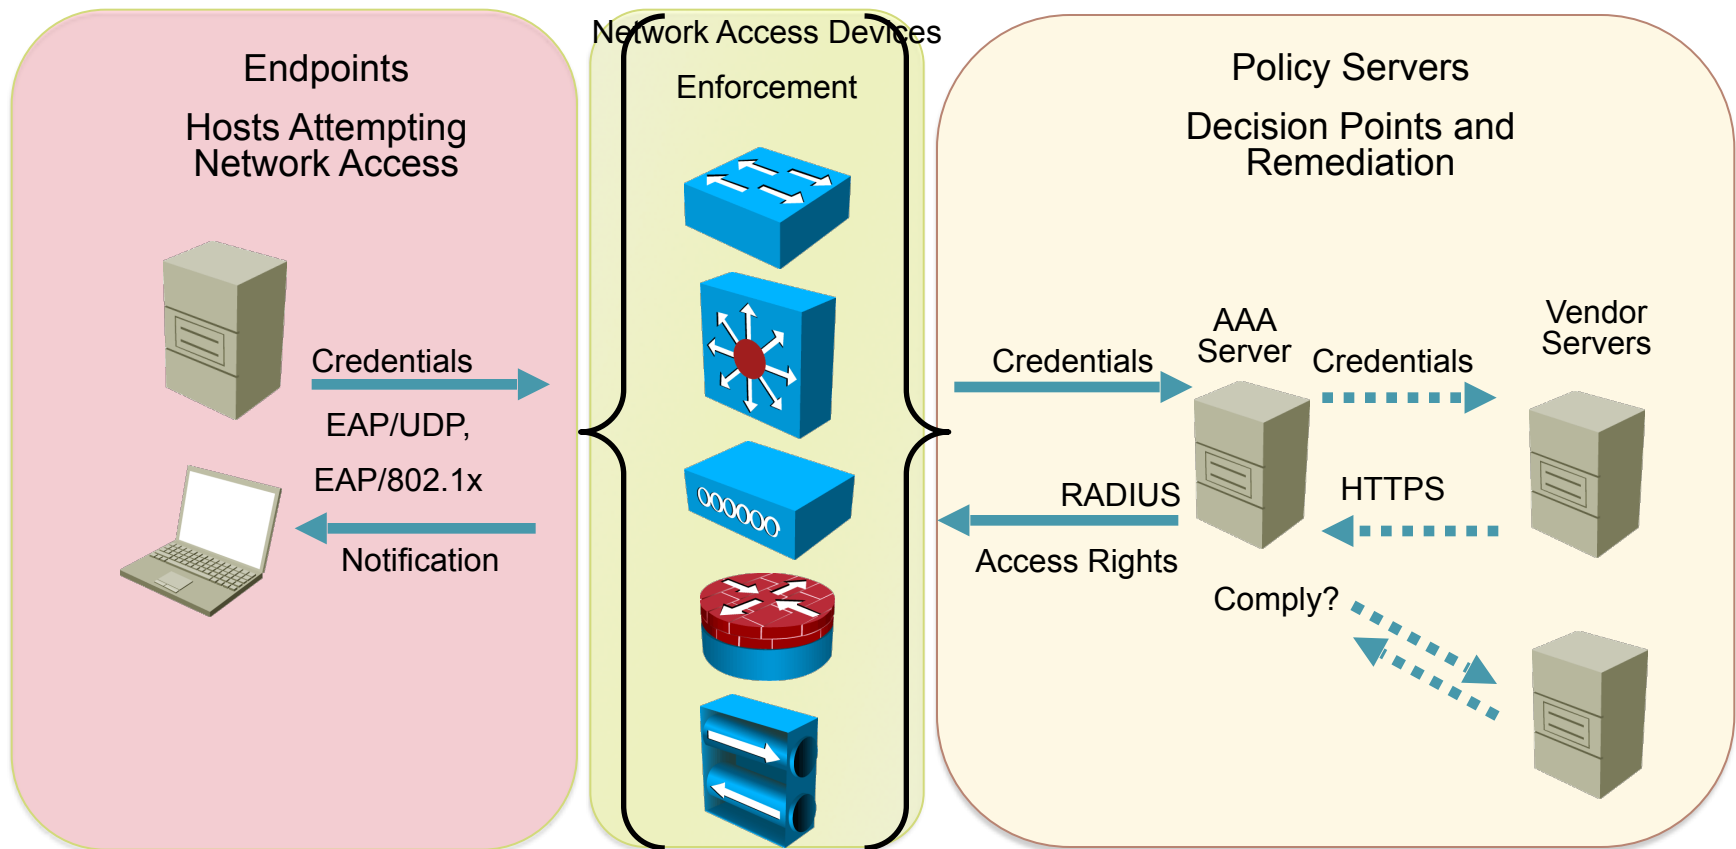 Endpoints
Hosts Attempting
Network Access
Credentials
EAP/UDP,
EAP/802.1x
Notification
Network Access Devices
Enforcement
Policy Servers
Decision Points and
Remediation
Credentials
RADIUS
Access Rights
AAA
Server
Credentials
HTTPS
Comply?
Vendor
Servers